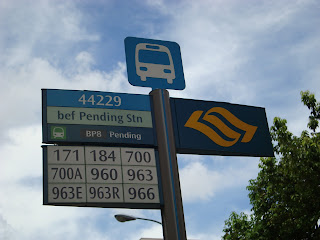 44229
bef Pending Stn
BP8 Pending
171 184 700
700A 960 963
963E 963R 966